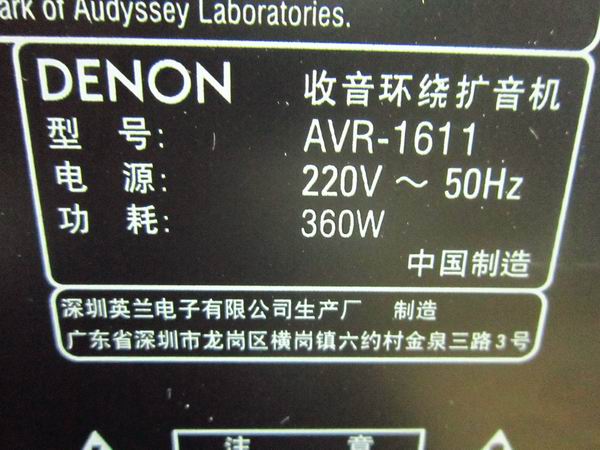 ark of Audyssey Laboratories.
DENON 收音环绕扩音机
型 号: AVR-1611
电 源: 220V ～ 50Hz
功 耗: 360W
中国制造
深圳英兰电子有限公司生产厂 制造
广东省深圳市龙岗区横岗镇六约村金泉三路3号
注 意